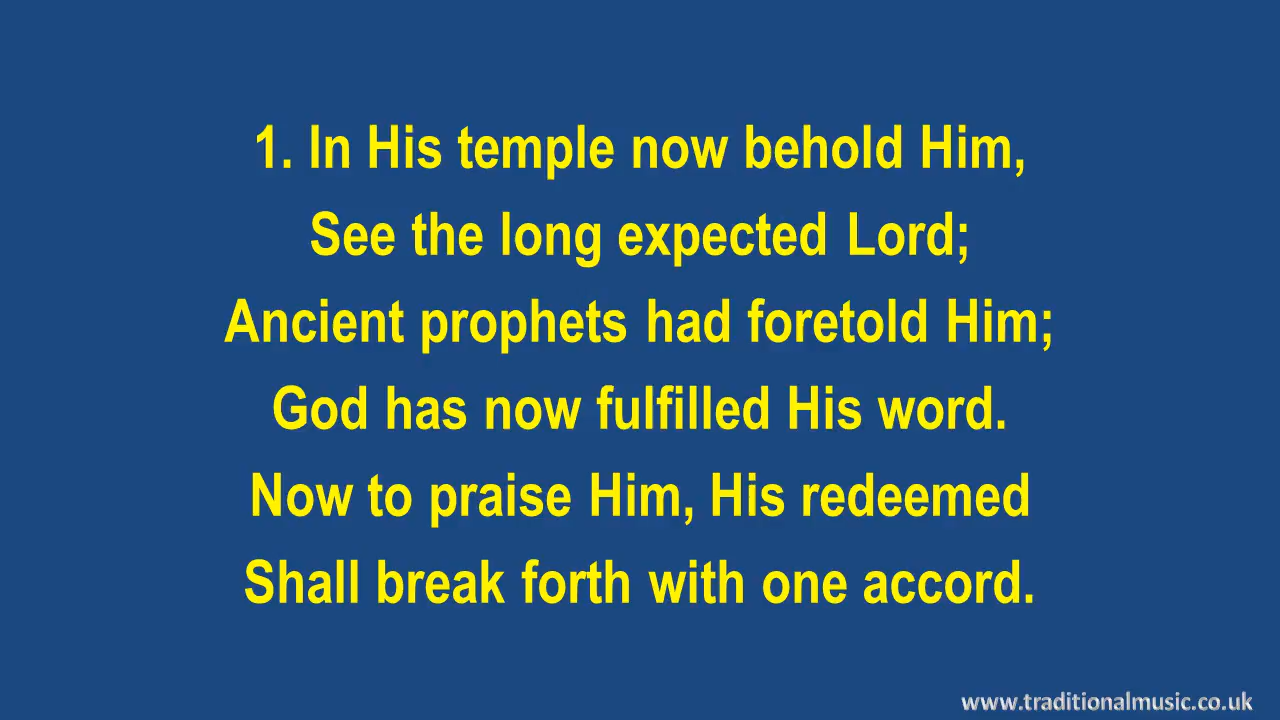 1. In His temple now behold Him,
See the long expected Lord;
Ancient prophets had foretold Him;
God has now fulfilled His word.
Now to praise Him, His redeemed
Shall break forth with one accord.
www.traditionalmusic.co.uk